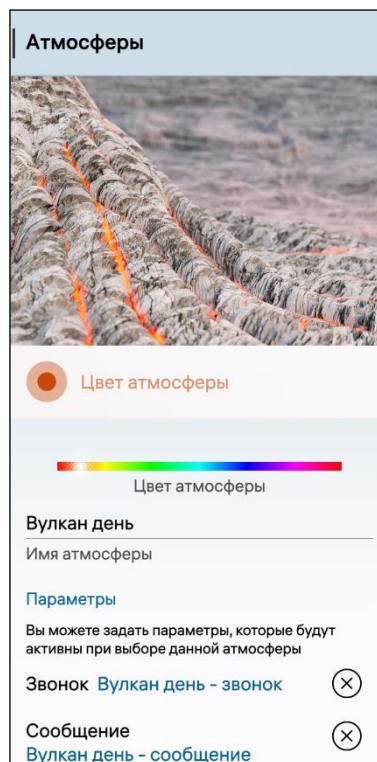 Атмосферы
Цвет атмосферы
Цвет атмосферы
Вулкан день
Имя атмосферы
Параметры
Вы можете задать параметры, которые будут
активны при выборе данной атмосферы
Звонок Вулкан день - звонок
Сообщение
Вулкан день - сообщение